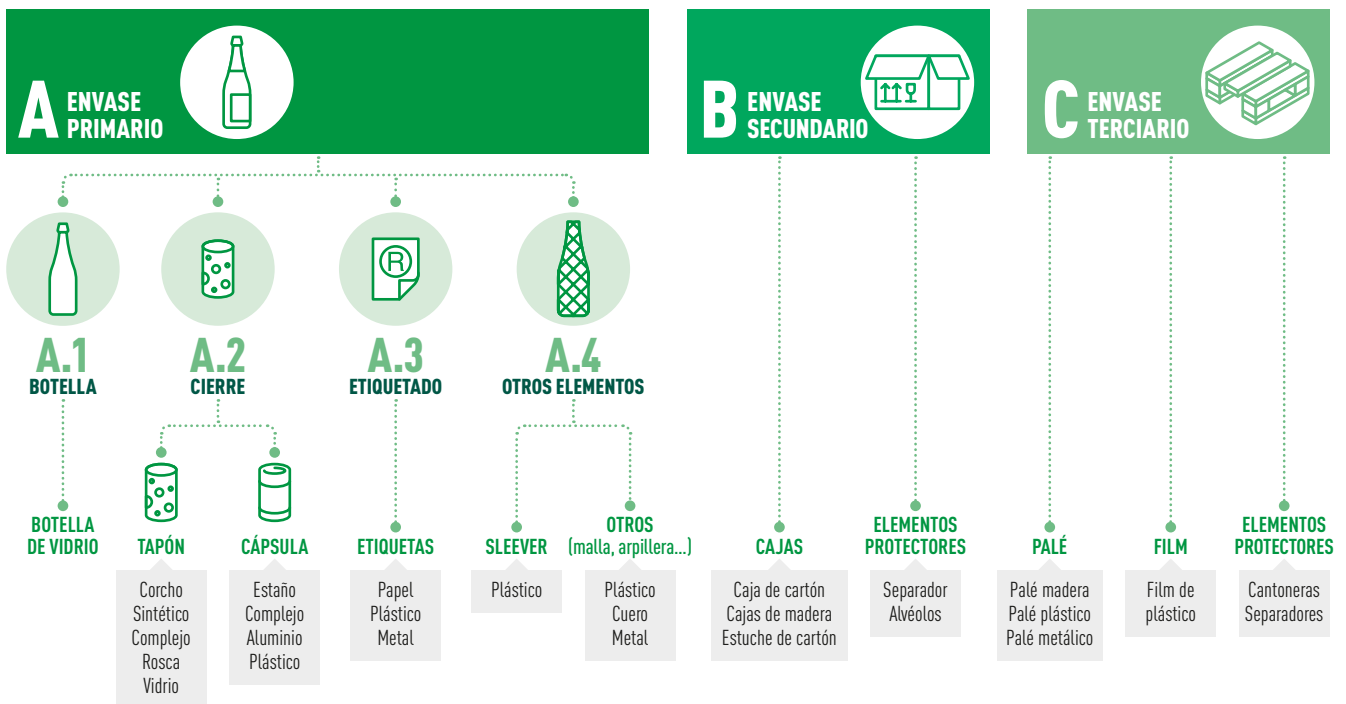 A ENVASE
PRIMARIO
B ENVASE
SECUNDARIO
C ENVASE
TERCIARIO
R
A.1
BOTELLA
A.2
CIERRE
A.3
ETIQUETADO
A.4
OTROS ELEMENTOS
BOTELLA
DE VIDRIO
TAPÓN
Corcho
Sintético
Complejo
Rosca
Vidrio
CÁPSULA
Estaño
Complejo
Aluminio
Plástico
ETIQUETAS
Papel
Plástico
Metal
SLEEVER
Plástico
OTROS
(malla, arpillera...)
Plástico
Cuero
Metal
CAJAS
Caja de cartón
Cajas de madera
Estuche de cartón
ELEMENTOS
PROTECTORES
Separador
Alvéolos
PALÉ
Palé madera
Palé plástico
Palé metálico
FILM
Film de
plástico
ELEMENTOS
PROTECTORES
Cantoneras
Separadores